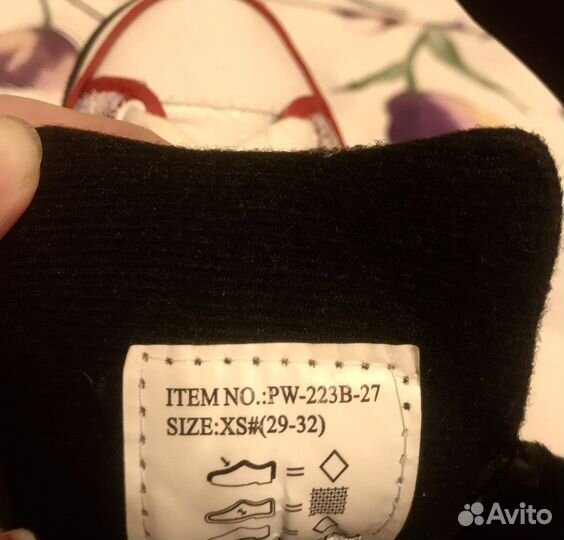 ITEM NO.:PW-223B-27
SIZE:XS#(29-32)
Avito